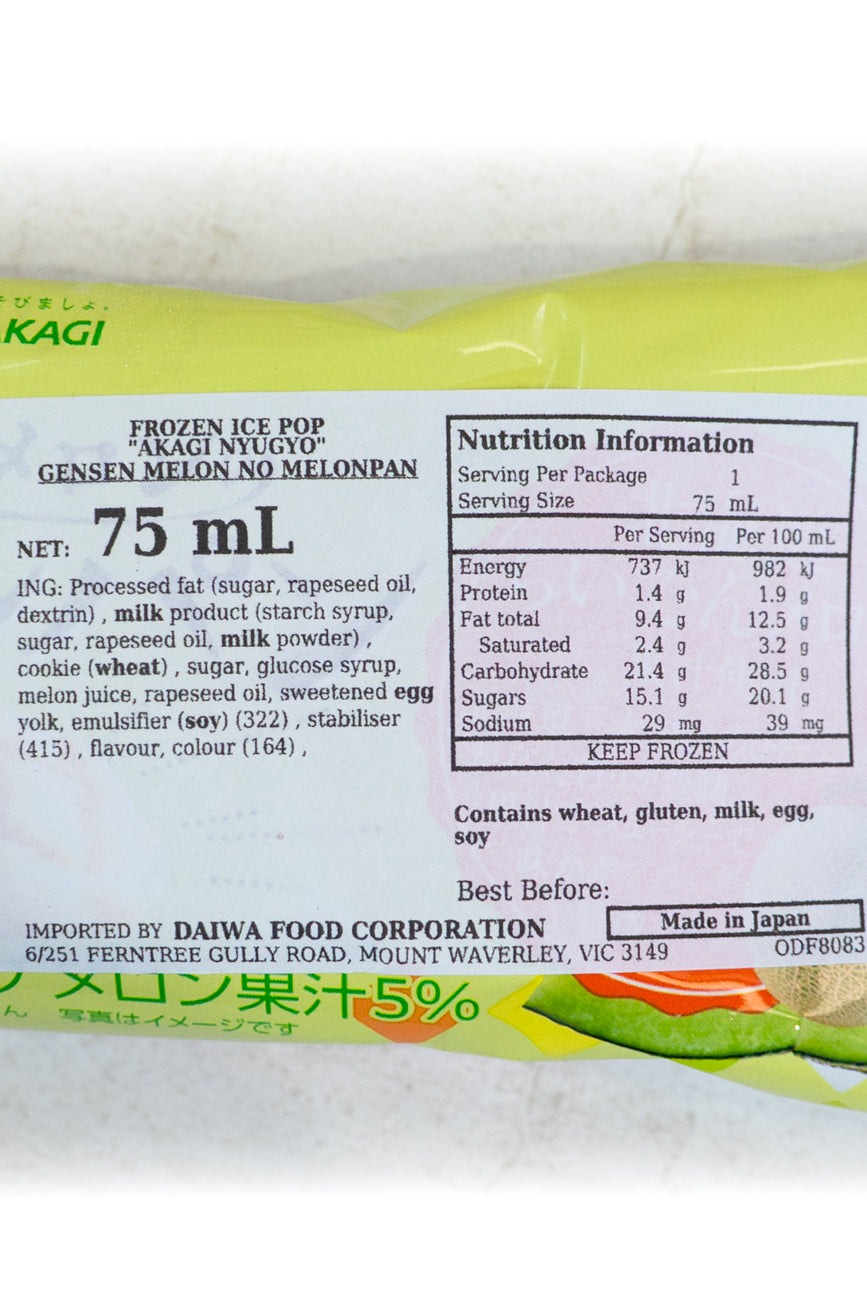 びましょ。
AKAGI
FROZEN ICE POP
"AKAGI NYUGYO"
GENSEN MELON NO MELONPAN
NET: 75 mL
ING: Processed fat (sugar, rapeseed oil,
dextrin) , milk product (starch syrup,
sugar, rapeseed oil, milk powder) ,
cookie (wheat) , sugar, glucose syrup,
melon juice, rapeseed oil, sweetened egg
yolk, emulsifier (soy) (322) , stabiliser
(415) , flavour, colour (164) ,
Nutrition Information
Serving Per Package 1
Serving Size 75 mL
Per Serving Per 100 mL
Energy 737 kJ 982 kJ
Protein 1.4 g 1.9 g
Fat total 9.4 g 12.5 g
Saturated 2.4 g 3.2 g
Carbohydrate 21.4 g 28.5 g
Sugars 15.1 g 20.1 g
Sodium 29 mg 39 mg
KEEP FROZEN
Contains wheat, gluten, milk, egg,
soy
Best Before:
Made in Japan
IMPORTED BY DAIWA FOOD CORPORATION
6/251 FERNTREE GULLY ROAD, MOUNT WAVERLEY, VIC 3149
ODF8083
メロン果汁5%
ん 写真はイメージです